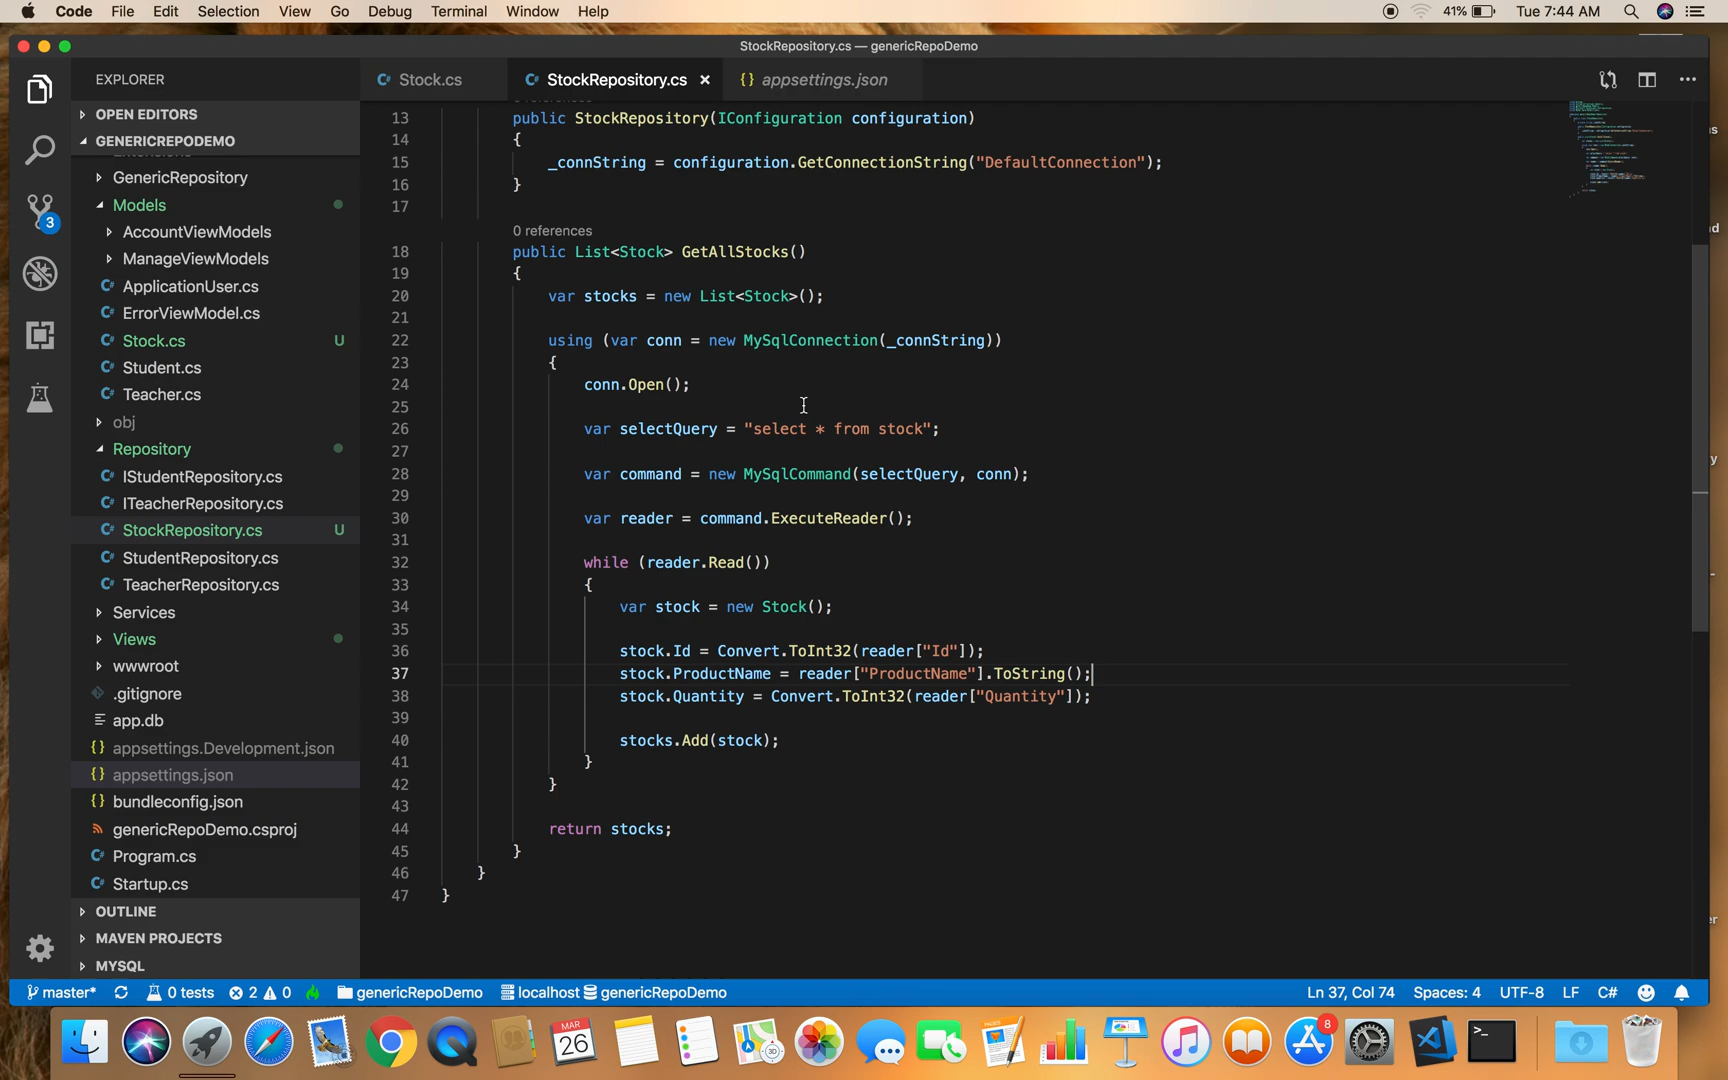 Code File Edit Selection View Go Debug Terminal Window Help
41% Tue 7:44 AM
StockRepository.cs — genericRepoDemo
EXPLORER
Stock.cs
StockRepository.cs
appsettings.json
OPEN EDITORS
GENERICREPODEMO
Extensions
GenericRepository
Models
AccountViewModels
ManageViewModels
ApplicationUser.cs
ErrorViewModel.cs
Stock.cs U
Student.cs
Teacher.cs
obj
Repository
IStudentRepository.cs
ITeacherRepository.cs
StockRepository.cs U
StudentRepository.cs
TeacherRepository.cs
Services
Views
wwwroot
.gitignore
app.db
appsettings.Development.json
appsettings.json
bundleconfig.json
genericRepoDemo.csproj
Program.cs
Startup.cs
OUTLINE
MAVEN PROJECTS
MYSQL
3
13 public StockRepository(IConfiguration configuration)
14 {
15 _connString = configuration.GetConnectionString("DefaultConnection");
16 }
17
0 references
18 public List<Stock> GetAllStocks()
19 {
20 var stocks = new List<Stock>();
21
22 using (var conn = new MySqlConnection(_connString))
23 {
24 conn.Open();
25
26 var selectQuery = "select * from stock";
27
28 var command = new MySqlCommand(selectQuery, conn);
29
30 var reader = command.ExecuteReader();
31
32 while (reader.Read())
33 {
34 var stock = new Stock();
35
36 stock.Id = Convert.ToInt32(reader["Id"]);
37 stock.ProductName = reader["ProductName"].ToString();
38 stock.Quantity = Convert.ToInt32(reader["Quantity"]);
39
40 stocks.Add(stock);
41 }
42 }
43
44 return stocks;
45 }
46 }
47 }
master* 0 tests 2 0 genericRepoDemo localhost genericRepoDemo
Ln 37, Col 74 Spaces: 4 UTF-8 LF C#
MAR
26
8